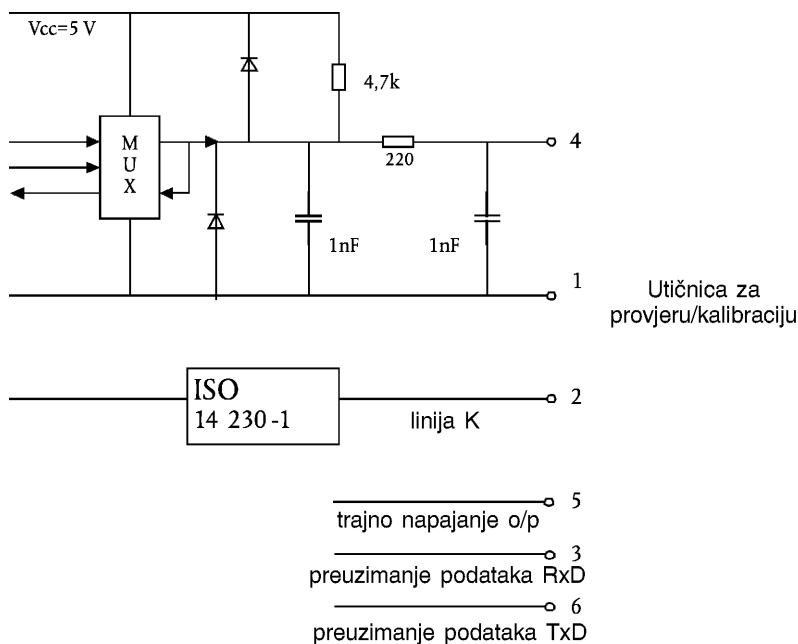 Vcc=5 V
4,7k
M
U
X
4
220
1nF
1nF
1
Utičnica za
provjeru/kalibraciju
ISO
14 230-1
2
linija K
5
trajno napajanje o/p
3
preuzimanje podataka RxD
6
preuzimanje podataka TxD